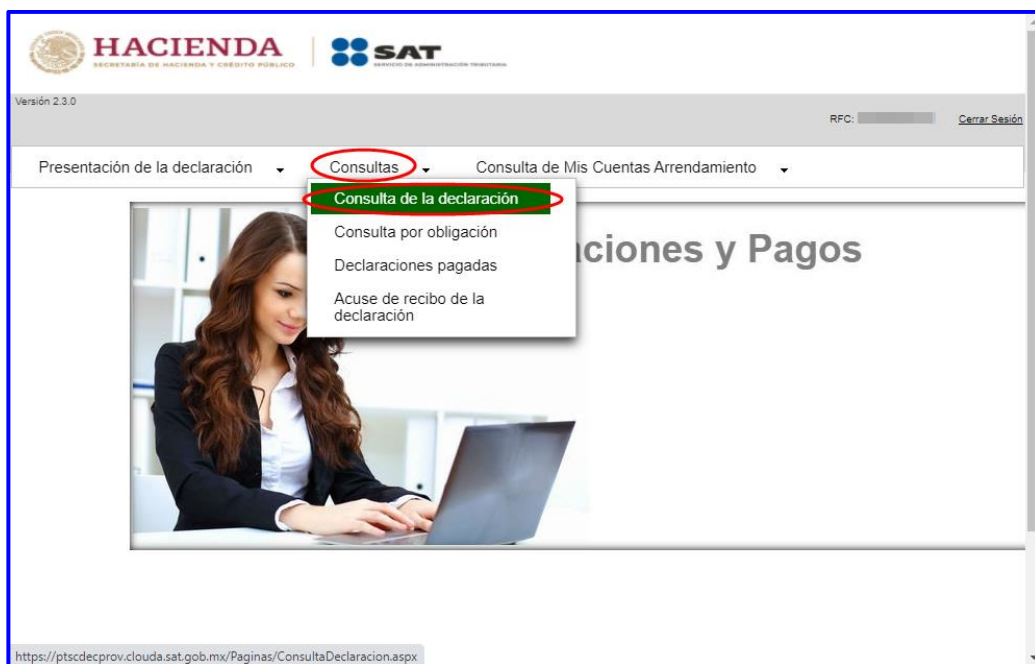 HACIENDA
SECRETARÍA DE HACIENDA Y CRÉDITO PÚBLICO
SAT
SERVICIO DE ADMINISTRACIÓN TRIBUTARIA
Versión 2.3.0
RFC:
Cerrar Sesión
Presentación de la declaración
Consultas
Consulta de Mis Cuentas Arrendamiento
Consulta de la declaración
Consulta por obligación
Declaraciones pagadas
Acuse de recibo de la
declaración
aciones y Pagos
https://ptscdecprov.clouda.sat.gob.mx/Paginas/ConsultaDeclaracion.aspx